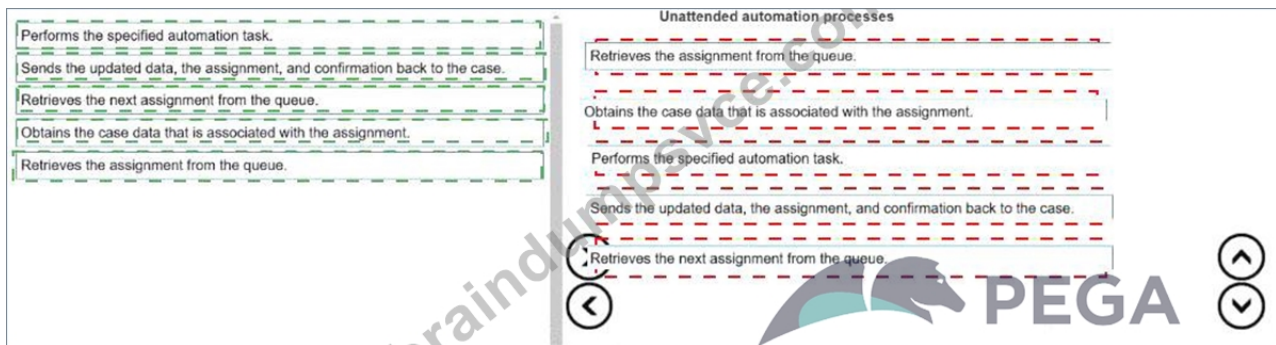 Performs the specified automation task.
Sends the updated data, the assignment, and confirmation back to the case.
Retrieves the next assignment from the queue.
Obtains the case data that is associated with the assignment.
Retrieves the assignment from the queue.
Unattended automation processes
Retrieves the assignment from the queue.
Obtains the case data that is associated with the assignment.
Performs the specified automation task.
Sends the updated data, the assignment, and confirmation back to the case.
Retrieves the next assignment from the queue.
PEGA
raindumpsvce.com